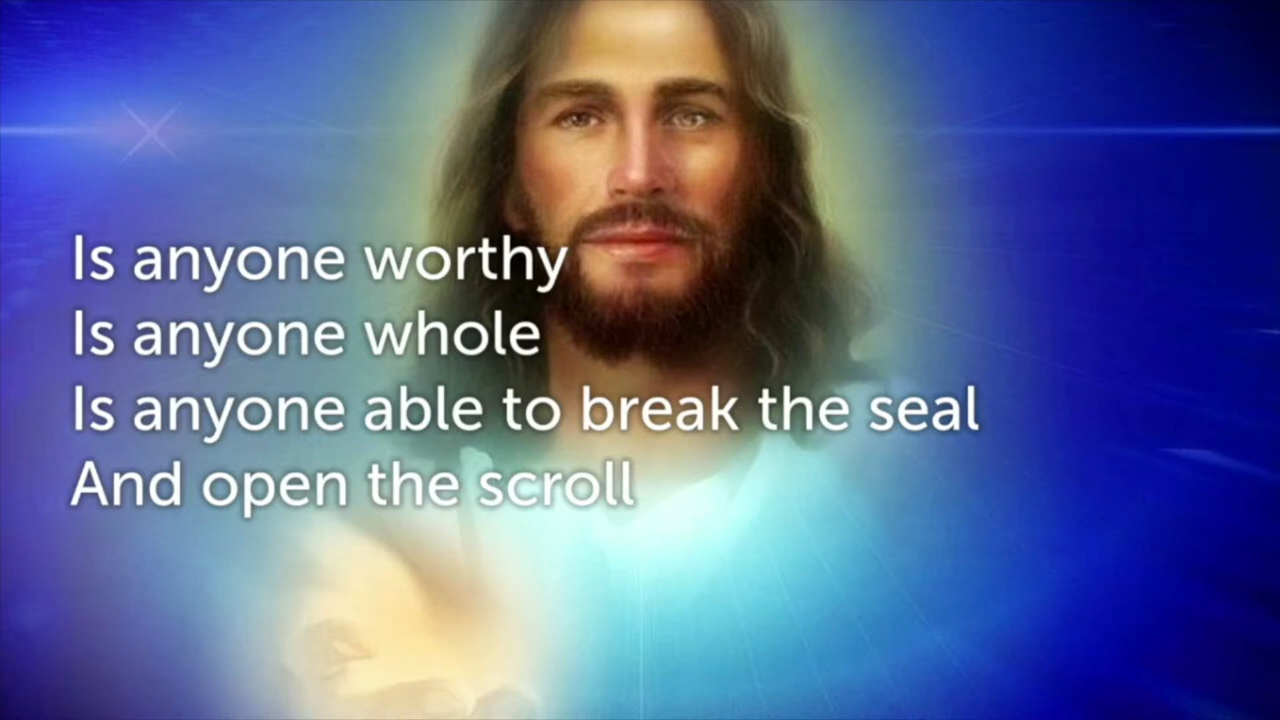 Is anyone worthy
Is anyone whole
Is anyone able to break the seal
And open the scroll